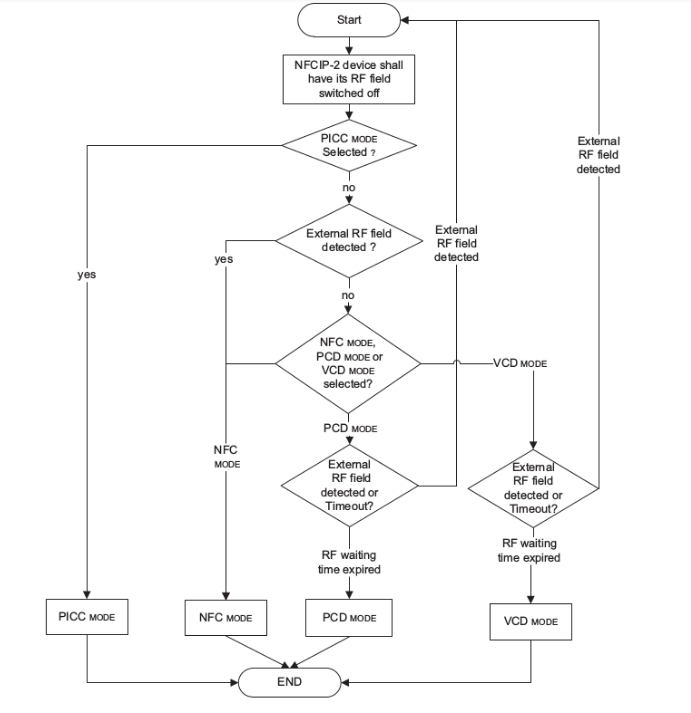 Start
NFCIP-2 device shall
have its RF field
switched off
PICC MODE
Selected ?
no
External RF field
detected ?
yes
yes
External
RF field
detected
External
RF field
detected
no
NFC MODE,
PCD MODE or
VCD MODE
selected?
VCD MODE
PCD MODE
NFC
MODE
External
RF field
detected or
Timeout?
External
RF field
detected or
Timeout?
RF waiting
time expired
RF waiting
time expired
PICC MODE
NFC MODE
PCD MODE
VCD MODE
END